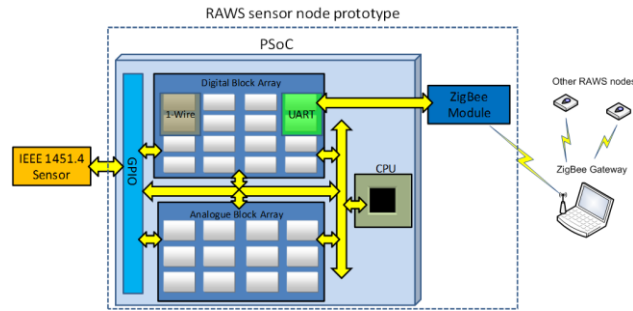 RAWS sensor node prototype
PSoC
Digital Block Array
1-Wire
UART
ZigBee
Module
Other RAWS nodes
ZigBee Gateway
IEEE 1451.4
Sensor
GPIO
CPU
Analogue Block Array